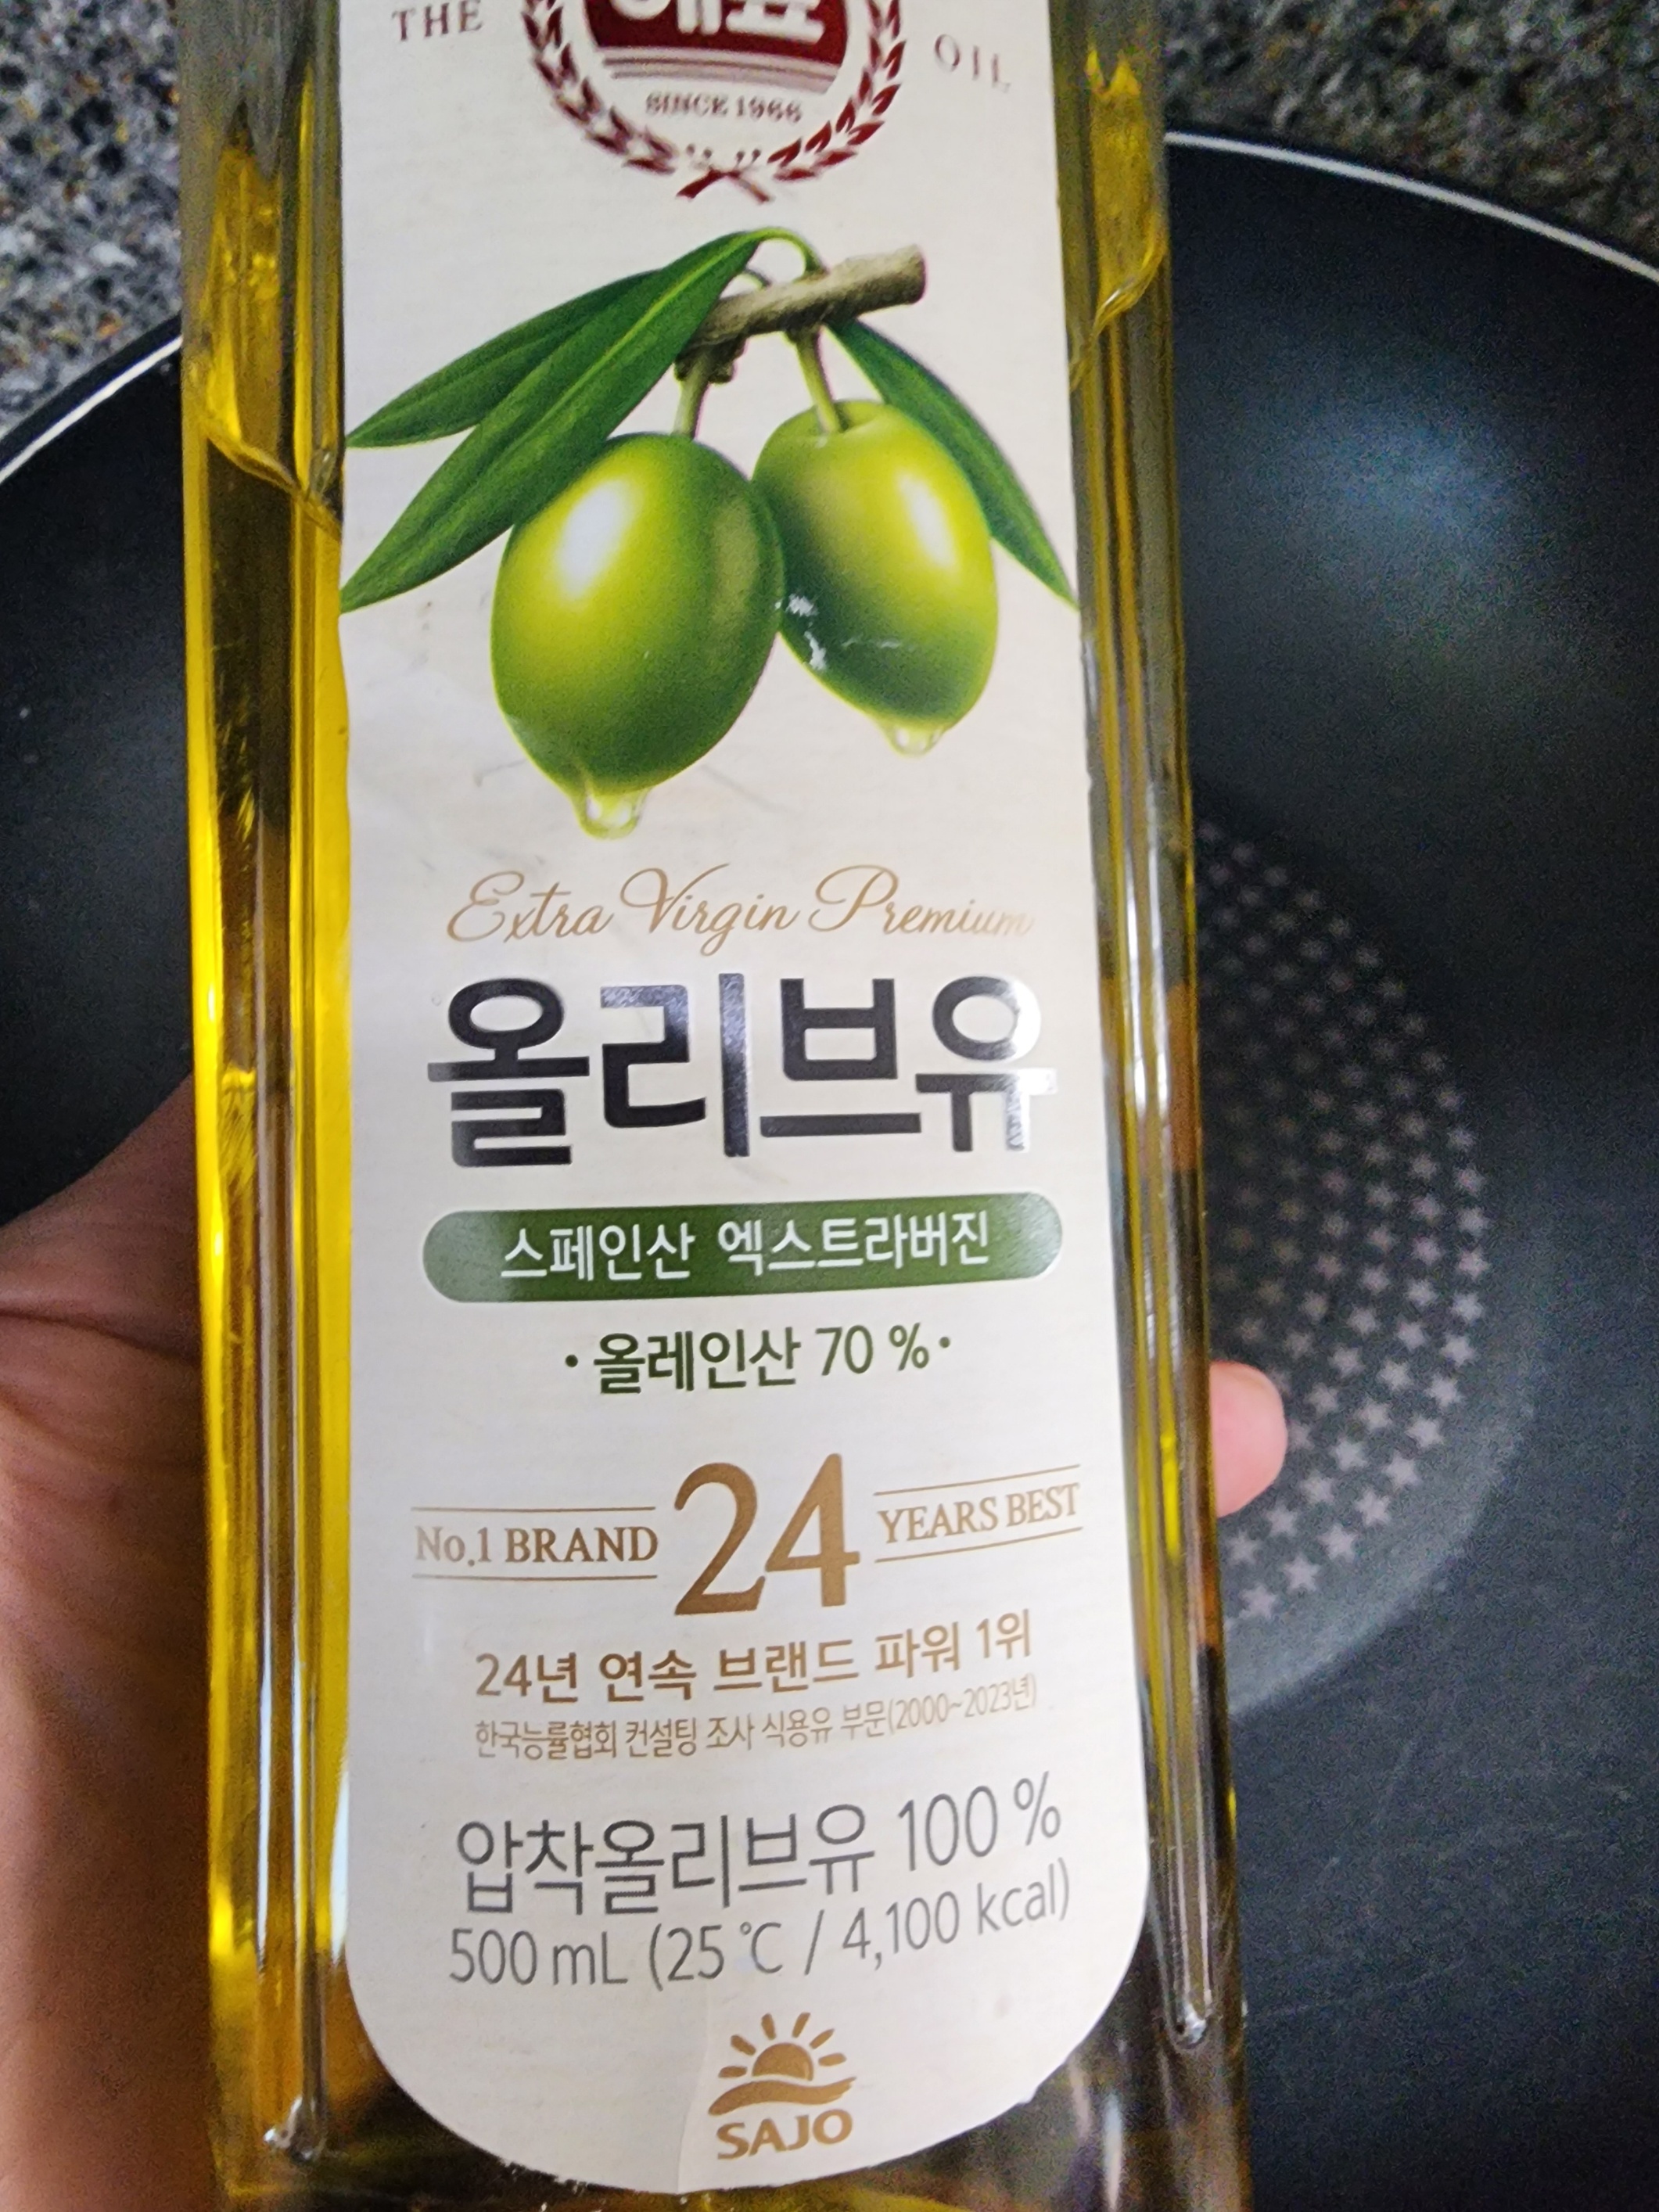 THE
해표
OIL
SINCE 1966
Extra Virgin Premium
올리브유
스페인산 엑스트라버진
· 올레인산 70 % ·
No.1 BRAND 24 YEARS BEST
24년 연속 브랜드 파워 1위
한국능률협회 컨설팅 조사 식용유 부문(2000~2023년)
압착올리브유 100 %
500 mL (25 ℃ / 4,100 kcal)
SAJO